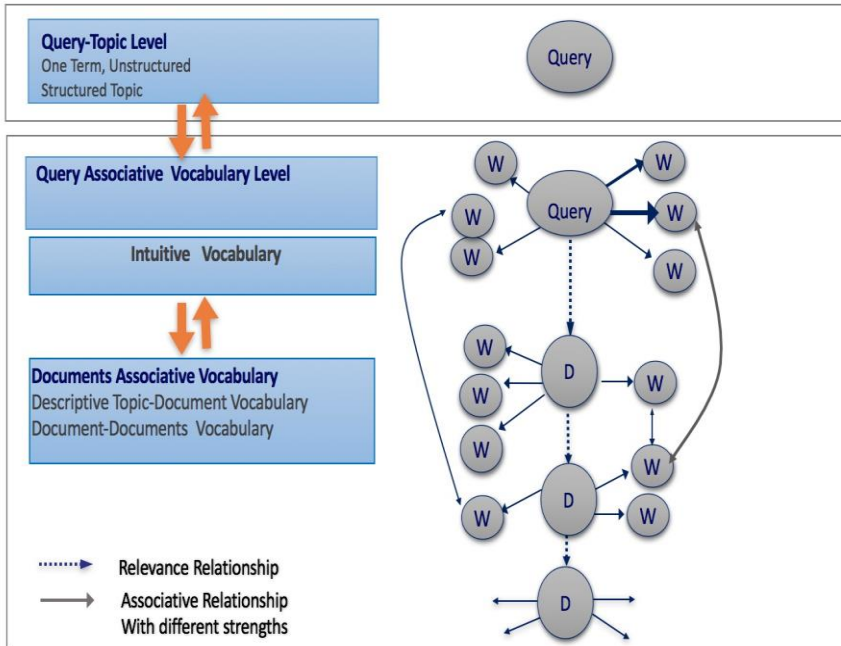 Query-Topic Level
One Term, Unstructured
Structured Topic
Query
Query Associative Vocabulary Level
Intuitive Vocabulary
Documents Associative Vocabulary
Descriptive Topic-Document Vocabulary
Document-Documents Vocabulary
W
W
Query
W
W
W
W
W
D
W
W
W
W
W
D
W
D
Relevance Relationship
Associative Relationship
With different strengths